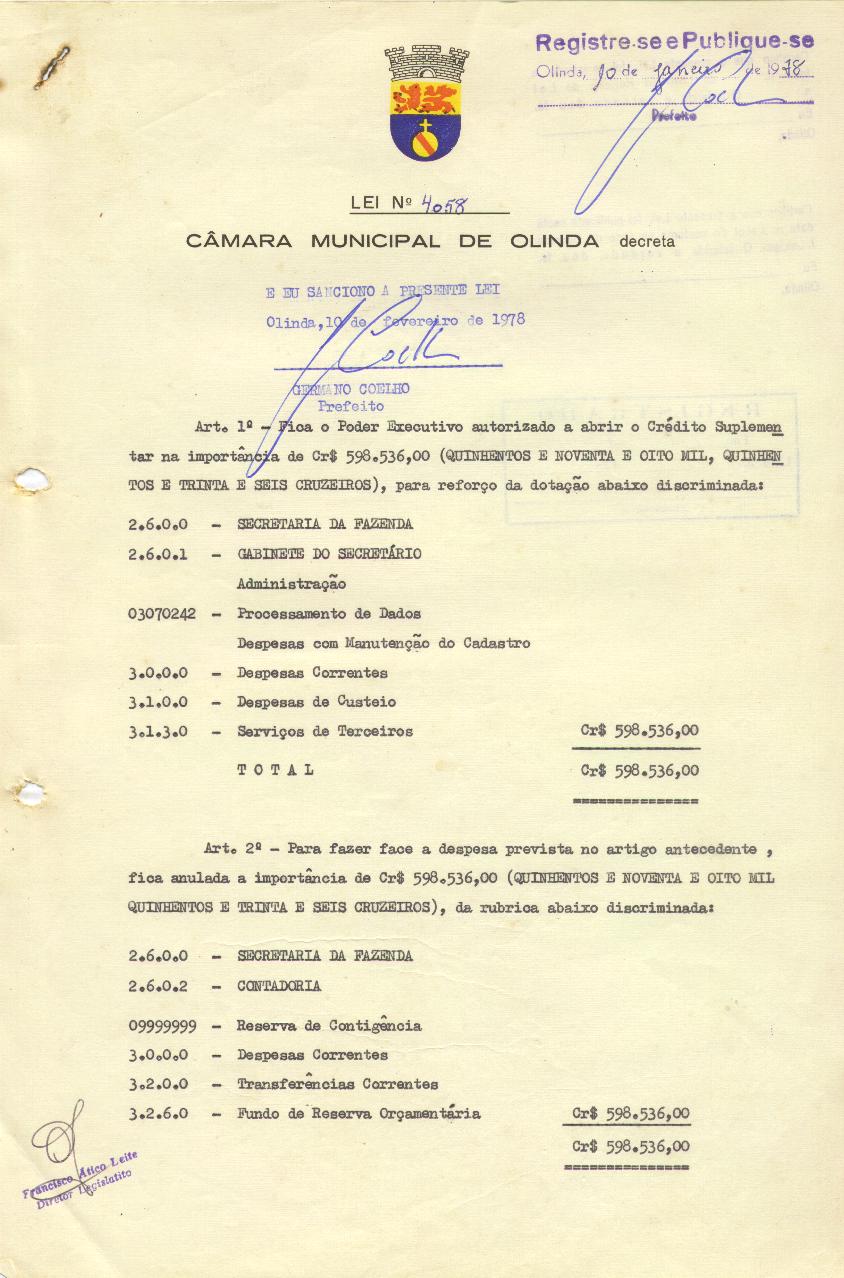 Registre-se e Publique-se
Olinda, 10 de janeiro de 1978
Prefeito
LEI Nº 4058
CÂMARA MUNICIPAL DE OLINDA decreta
E EU SANCIONO A PRESENTE LEI
Olinda, 10 de fevereiro de 1978
GERMANO COELHO
Prefeito
Art. 1º - Fica o Poder Executivo autorizado a abrir o Crédito Suplemen
tar na importância de Cr$ 598.536,00 (QUINHENTOS E NOVENTA E OITO MIL, QUINHEN
TOS E TRINTA E SEIS CRUZEIROS), para reforço da dotação abaixo discriminada:
2.6.0.0 - SECRETARIA DA FAZENDA
2.6.0.1 - GABINETE DO SECRETÁRIO
Administração
03070242 - Processamento de Dados
Despesas com Manutenção do Cadastro
3.0.0.0 - Despesas Correntes
3.1.0.0 - Despesas de Custeio
3.1.3.0 - Serviços de Terceiros Cr$ 598.536,00
T O T A L Cr$ 598.536,00
Art. 2º - Para fazer face a despesa prevista no artigo antecedente ,
fica anulada a importância de Cr$ 598.536,00 (QUINHENTOS E NOVENTA E OITO MIL
QUINHENTOS E TRINTA E SEIS CRUZEIROS), da rubrica abaixo discriminada:
2.6.0.0 - SECRETARIA DA FAZENDA
2.6.0.2 - CONTADORIA
09999999 - Reserva de Contigência
3.0.0.0 - Despesas Correntes
3.2.0.0 - Transferências Correntes
3.2.6.0 - Fundo de Reserva Orçamentária Cr$ 598.536,00
Cr$ 598.536,00
Francisco Ático Leite
Diretor Legislatito